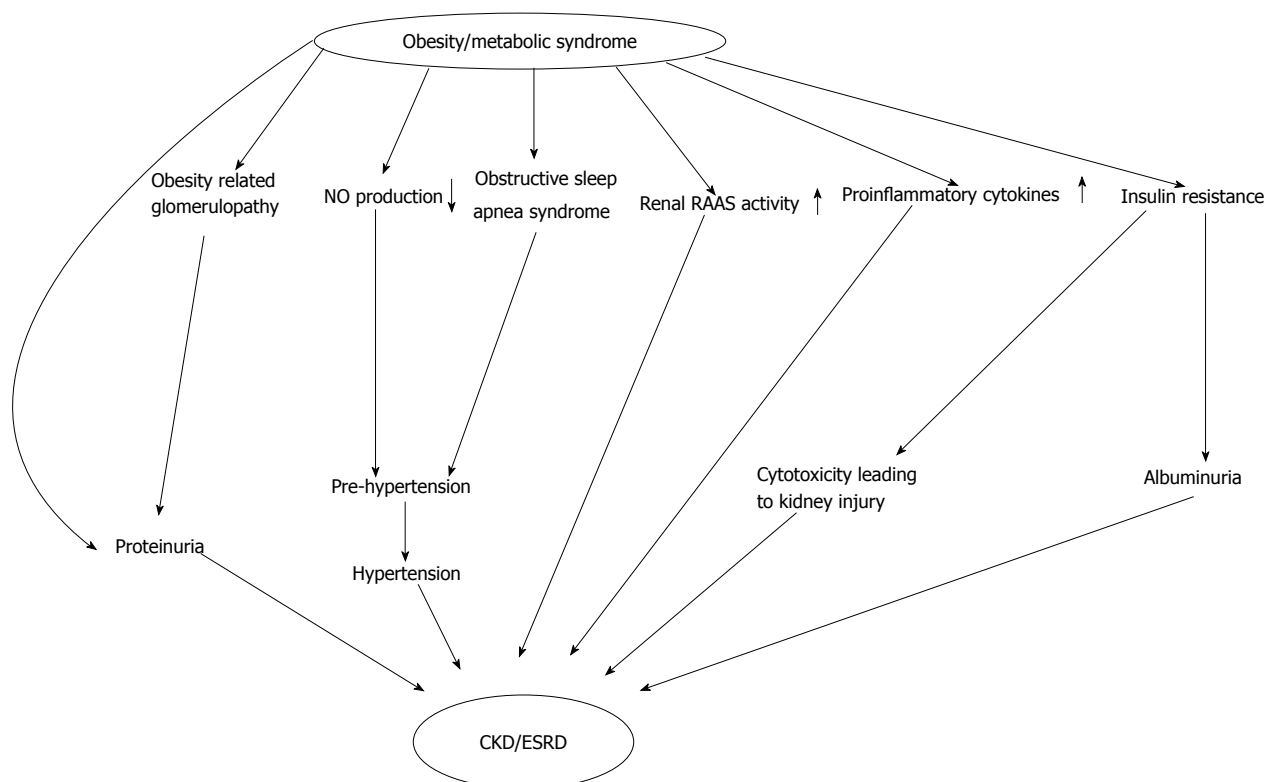 Obesity/metabolic syndrome
Obesity related
glomerulopathy
NO production
Obstructive sleep
apnea syndrome
Renal RAAS activity
Proinflammatory cytokines
Insulin resistance
Pre-hypertension
Cytotoxicity leading
to kidney injury
Albuminuria
Proteinuria
Hypertension
CKD/ESRD